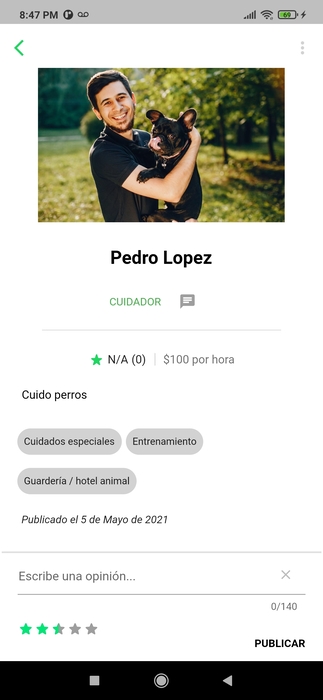 8:47 PM
69
Pedro Lopez
CUIDADOR
N/A (0) $100 por hora
Cuido perros
Cuidados especiales Entrenamiento
Guardería / hotel animal
Publicado el 5 de Mayo de 2021
Escribe una opinión...
0/140
PUBLICAR